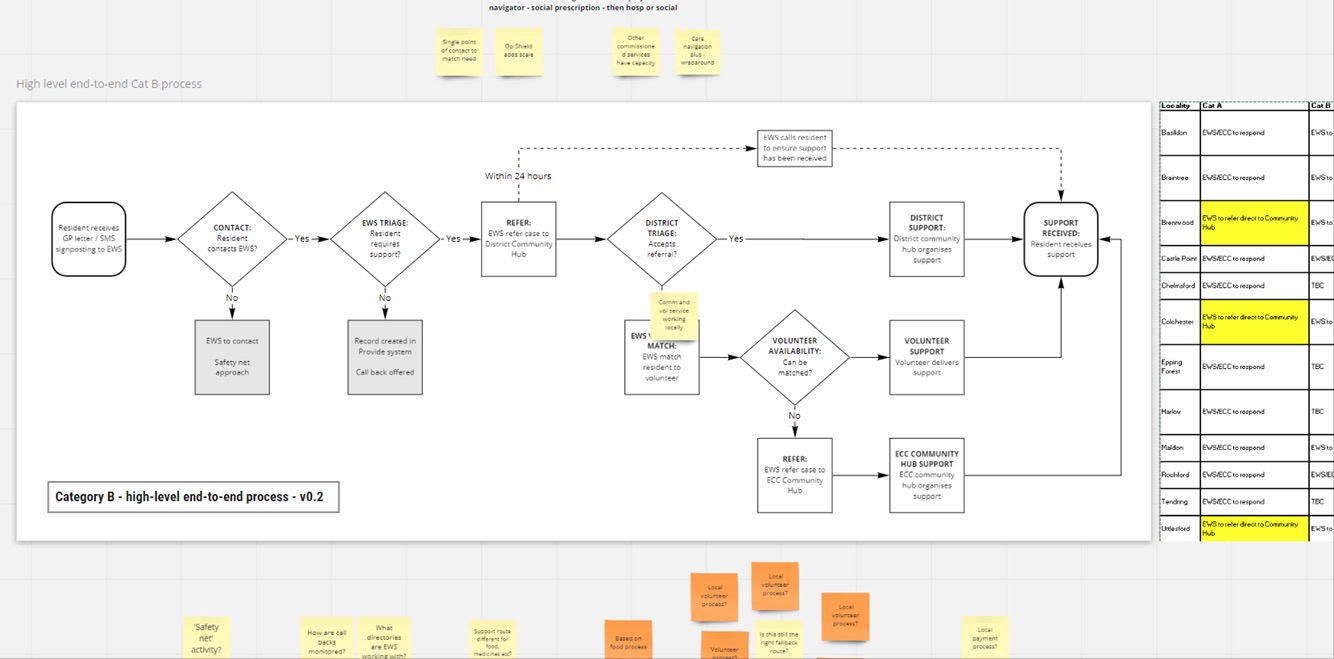 navigator - social prescription - then hosp or social
Single point
of contact to
match need
Op Shield
adds scale
Other
commissione
d services
have capacity
Care
navigation
plus -
wraparound
High level end-to-end Cat B process
EWS calls resident
to ensure support
has been received
Within 24 hours
Resident receives
GP letter / SMS
signposting to EWS
CONTACT:
Resident
contacts EWS?
Yes
EWS TRIAGE:
Resident
requires
support?
Yes
REFER:
EWS refer case to
District Community
Hub
DISTRICT
TRIAGE:
Accepts
referral?
Yes
DISTRICT
SUPPORT:
District community
hub organises
support
SUPPORT
RECEIVED:
Resident receives
support
No
No
EWS to contact
Safety net
approach
Record created in
Provide system
Call back offered
Comm and
vol service
working
locally
EWS
MATCH:
EWS match
resident to
volunteer
VOLUNTEER
AVAILABILITY:
Can be
matched?
VOLUNTEER
SUPPORT
Volunteer delivers
support
No
REFER:
EWS refer case to
ECC Community
Hub
ECC COMMUNITY
HUB SUPPORT
ECC community
hub organises
support
Category B - high-level end-to-end process - v0.2
Locality Cat A Cat B
Basildon EWS/ECC to respond EWS to
Braintree EWS/ECC to respond EWS to
Brentwood EWS to refer direct to Community
Hub EWS to
Castle Point EWS/ECC to respond EWS/EC
Chelmsford EWS/ECC to respond TBC
Colchester EWS to refer direct to Community
Hub EWS to
Epping
Forest EWS/ECC to respond TBC
Harlow EWS/ECC to respond TBC
Maldon EWS/ECC to respond EWS to
Rochford EWS/ECC to respond EWS/EC
Tendring EWS/ECC to respond TBC
Uttlesford EWS to refer direct to Community
Hub EWS to
'Safety
net'
activity?
How are call
backs
monitored?
What
directories
are EWS
working with?
Support route
different for
food,
medicines etc?
Based on
food process
Local
volunteer
process?
Local
volunteer
process?
Local
volunteer
process?
Volunteer
process?
Is this still the
right fallback
route?
Local
payment
process?